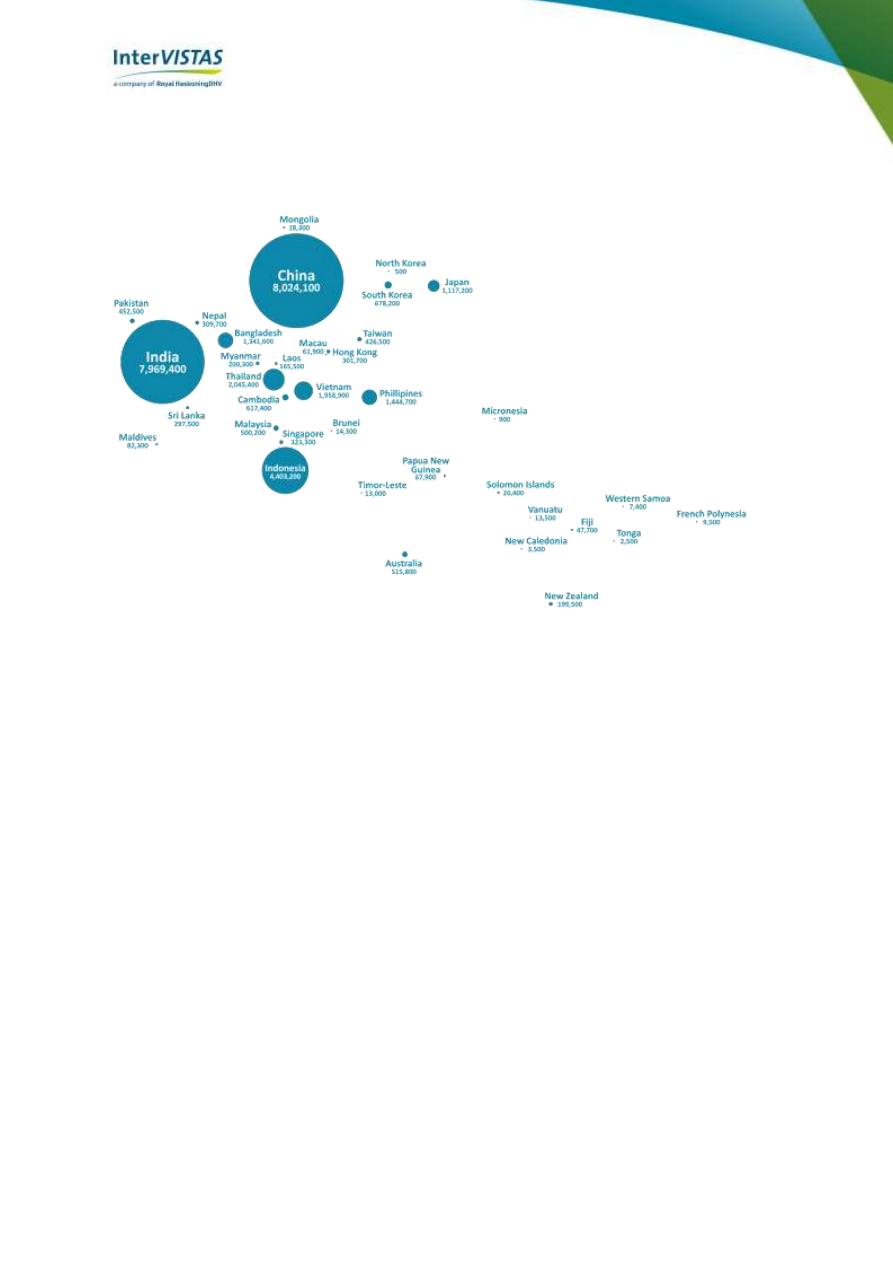 InterVISTAS
a company of Royal HaskoningDHV
Mongolia
18,300
China
8,024,100
North Korea
500
Japan
1,117,200
South Korea
678,200
Pakistan
452,500
Nepal
309,700
Bangladesh
1,341,600
Taiwan
426,500
Macau
61,900
Hong Kong
301,700
India
7,969,400
Myanmar
200,300
Laos
165,500
Thailand
2,045,400
Vietnam
1,958,900
Phillipines
1,444,700
Cambodia
617,400
Sri Lanka
297,500
Micronesia
900
Malaysia
500,200
Brunei
14,300
Singapore
323,300
Maldives
82,300
Indonesia
4,403,200
Papua New
Guinea
67,900
Timor-Leste
13,000
Solomon Islands
20,400
Western Samoa
7,400
Vanuatu
13,500
French Polynesia
9,500
Fiji
47,700
Tonga
2,500
New Caledonia
3,500
Australia
515,800
New Zealand
199,500